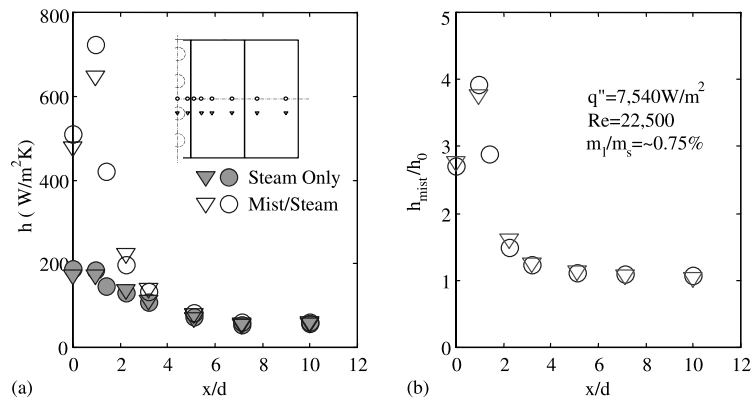 800
600
400
200
0
h ( W/m²K)
Steam Only
Mist/Steam
0 2 4 6 8 10 12
(a)
x/d
5
4
3
2
1
0
h_mist/h_0
q"=7,540W/m²
Re=22,500
m_l/m_s=~0.75%
0 2 4 6 8 10 12
(b)
x/d